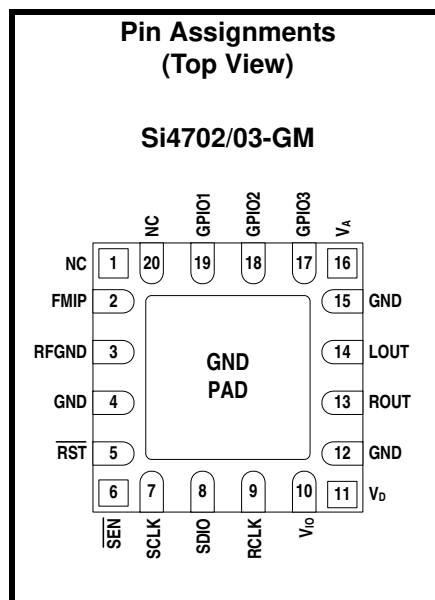 Pin Assignments
(Top View)
Si4702/03-GM
NC
GPIO1
GPIO2
GPIO3
VA
NC 1 20 19 18 17 16
FMIP 2 15 GND
RFGND 3 14 LOUT
GND PAD
GND 4 13 ROUT
RST 5 12 GND
6 7 8 9 10 11 VD
SEN
SCLK
SDIO
RCLK
VIO